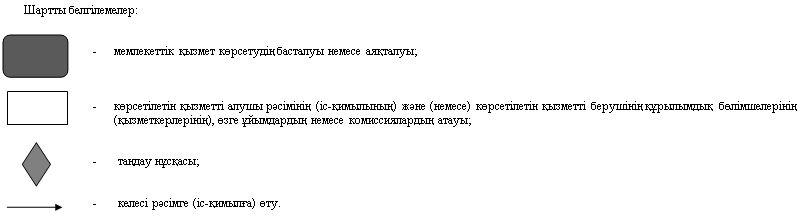 Шартты белгілемелер:
- мемлекеттік қызмет көрсетудің басталуы немесе аяқталуы;
- көрсетілетін қызметті алушы рәсімінің (іс-қимылының) және (немесе) көрсетілетін қызметті берушінің құрылымдық бөлімшелерінің
(қызметкерлерінің), өзге ұйымдардың немесе комиссиялардың атауы;
- таңдау нұсқасы;
- келесі рәсімге (іс-қимылға) өту.